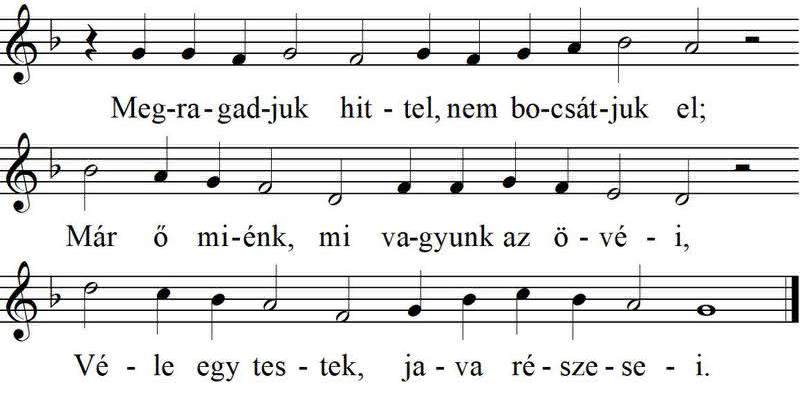 Meg-ra-gad-juk hit-tel, nem bo-csát-juk el;
Már ő mi-énk, mi va-gyunk az ö-vé-i,
Vé-le egy tes-tek, ja-va ré-sze-se-i.